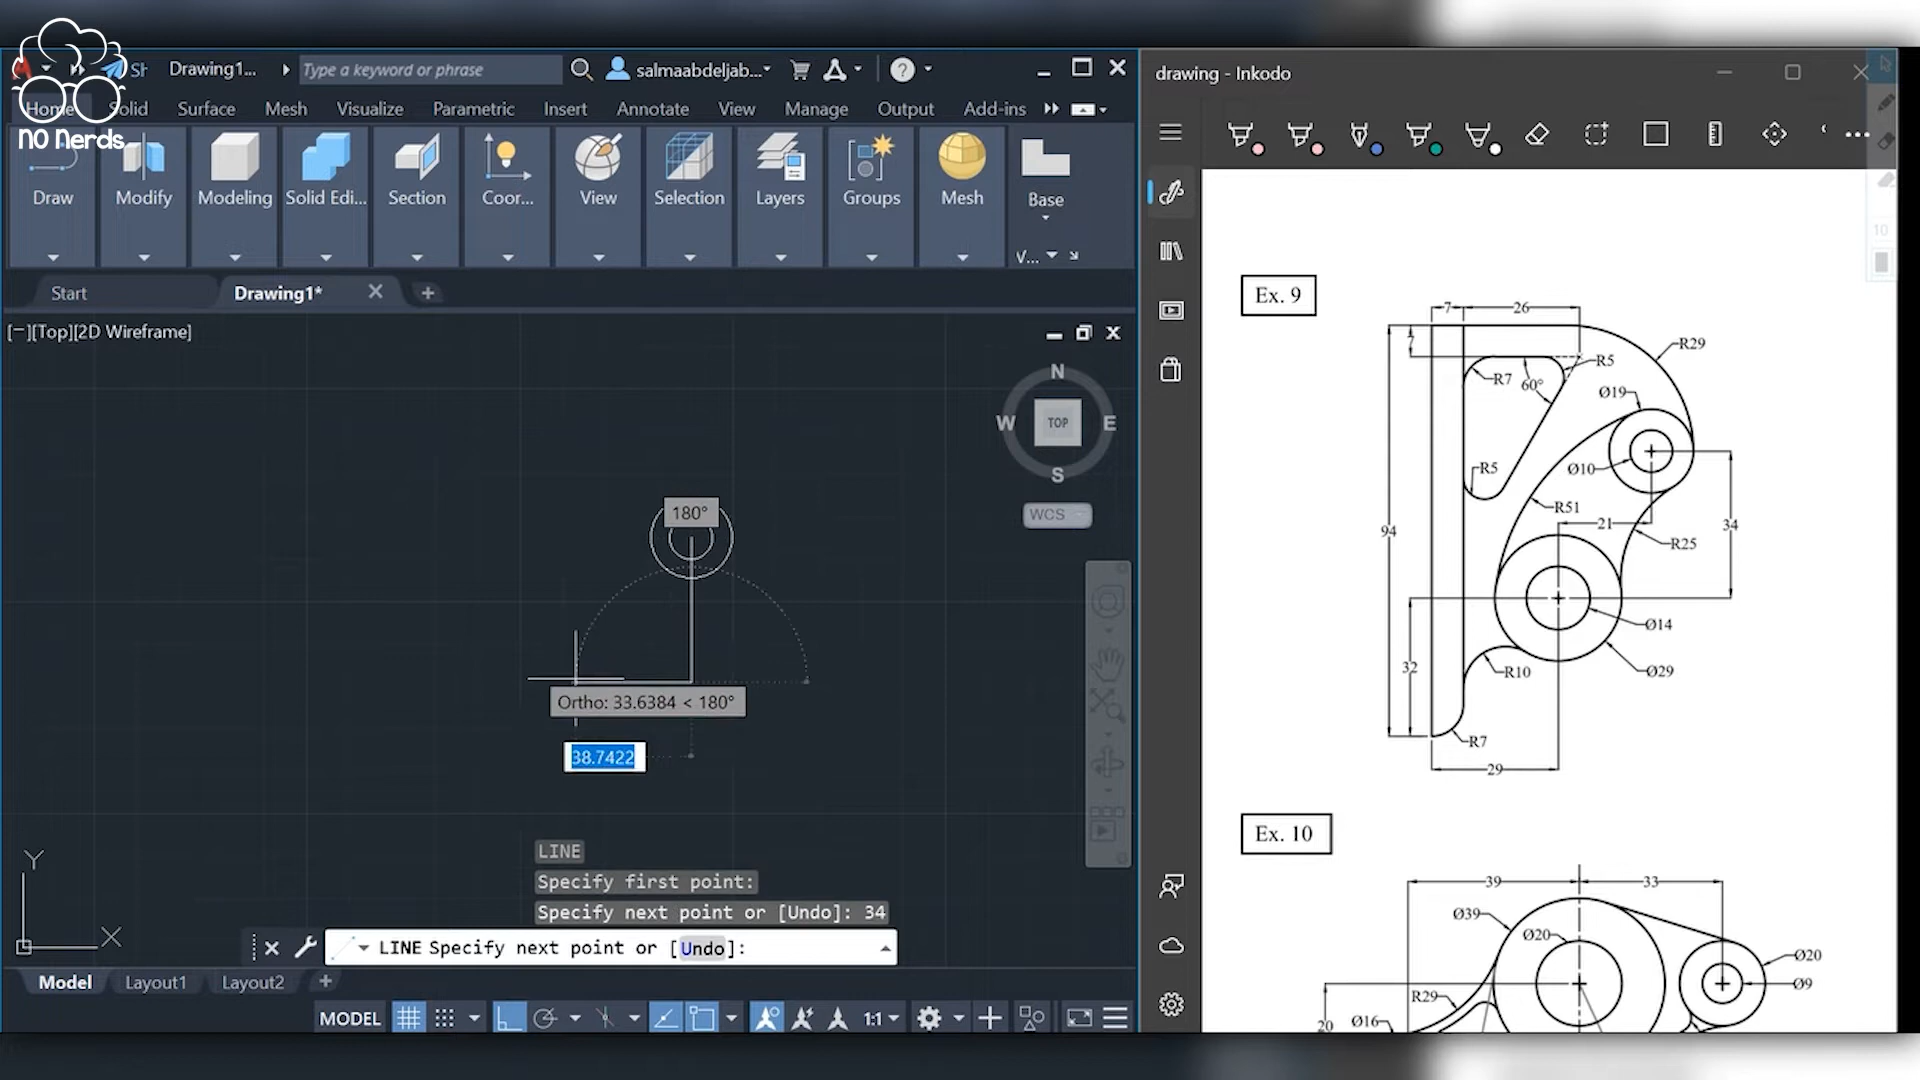 NO Nerds
Sh
Drawing1...
Type a keyword or phrase
salmaabdeljab...
Home
Solid
Surface
Mesh
Visualize
Parametric
Insert
Annotate
View
Manage
Output
Add-ins
Draw
Modify
Modeling
Solid Edi...
Section
Coor...
View
Selection
Layers
Groups
Mesh
Base
V...
Start
Drawing1*
[−][Top][2D Wireframe]
N
W
TOP
E
S
WCS
180°
Ortho: 33.6384 < 180°
38.7422
LINE
Specify first point:
Specify next point or [Undo]: 34
LINE Specify next point or [Undo]:
Y
X
Model
Layout1
Layout2
MODEL
1:1
drawing - Inkodo
10
Ex. 9
7
26
7
R29
R5
R7
60°
Ø19
R5
Ø10
R51
21
34
94
R25
Ø14
32
R10
Ø29
R7
29
Ex. 10
39
33
Ø39
Ø20
Ø20
Ø9
R29
Ø16
20